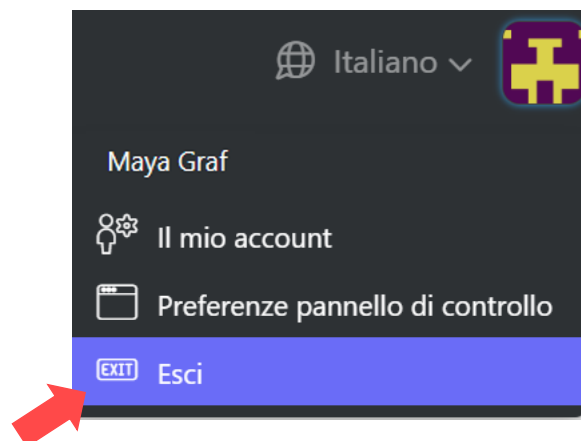 Italiano
Maya Graf
Il mio account
Preferenze pannello di controllo
EXIT Esci